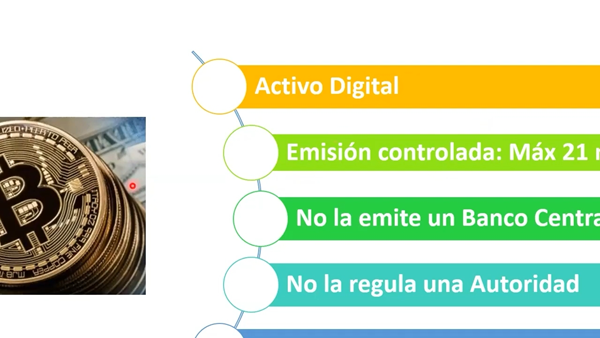 Activo Digital
Emisión controlada: Máx 21
No la emite un Banco Centra
No la regula una Autoridad